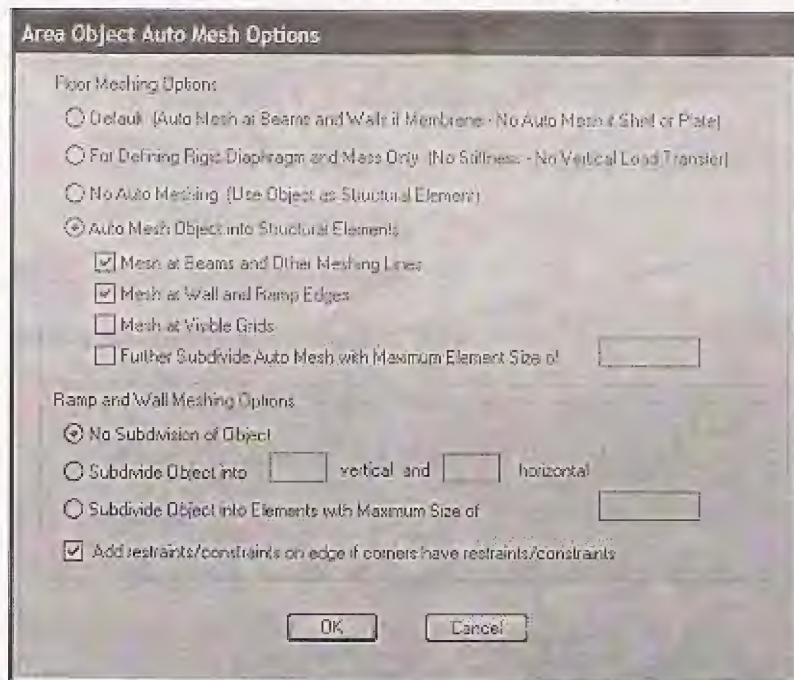 Area Object Auto Mesh Options
Floor Meshing Options
Default (Auto Mesh at Beams and Walls if Membrane - No Auto Mesh if Shell or Plate)
For Defining Rigid Diaphragm and Mass Only (No Stiffness - No Vertical Load Transfer)
No Auto Meshing (Use Object as Structural Element)
Auto Mesh Object into Structural Elements
Mesh at Beams and Other Meshing Lines
Mesh at Wall and Ramp Edges
Mesh at Visible Grids
Further Subdivide Auto Mesh with Maximum Element Size of
Ramp and Wall Meshing Options
No Subdivision of Object
Subdivide Object into vertical and horizontal
Subdivide Object into Elements with Maximum Size of
Add restraints/constraints on edge if corners have restraints/constraints
OK Cancel